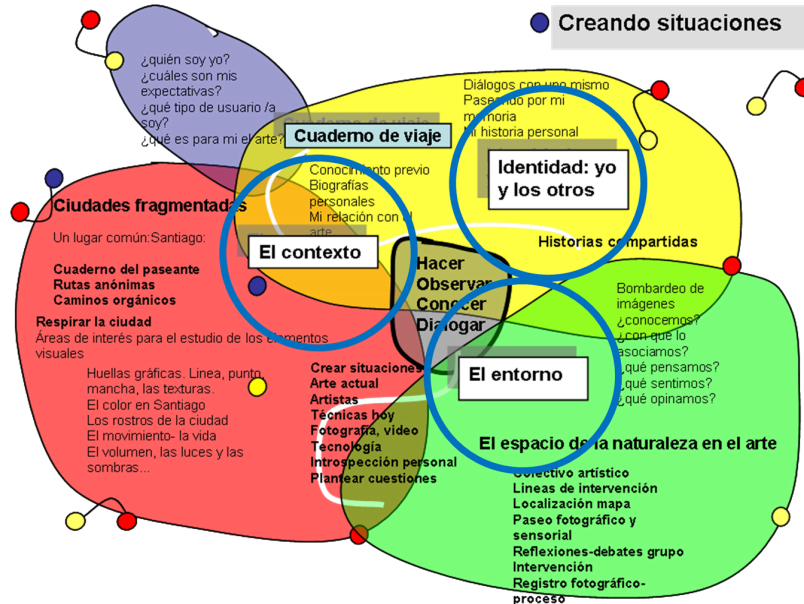 Creando situaciones
¿quién soy yo?
¿cuáles son mis
expectativas?
¿qué tipo de usuario /a
soy?
¿qué es para mi el arte?
Cuaderno de viaje
Conocimiento previo
Biografías
personales
Mi relación con el
arte
Diálogos con uno mismo
Paseando por mi
memoria
Mi historia personal
Identidad: yo
y los otros
Historias compartidas
Ciudades fragmentadas
Un lugar común:Santiago:
Cuaderno del paseante
Rutas anónimas
Caminos orgánicos
Respirar la ciudad
Áreas de interés para el estudio de los elementos
visuales
Huellas gráficas. Linea, punto,
mancha, las texturas.
El color en Santiago
Los rostros de la ciudad
El movimiento- la vida
El volumen, las luces y las
sombras...
El contexto
Hacer
Observar
Conocer
Dialogar
Crear situaciones
Arte actual
Artistas
Técnicas hoy
Fotografía, video
Tecnología
Introspección personal
Plantear cuestiones
El entorno
Bombardeo de
imágenes
¿conocemos?
¿con que lo
asociamos?
¿qué pensamos?
¿qué sentimos?
¿qué opinamos?
El espacio de la naturaleza en el arte
Colectivo artístico
Lineas de intervención
Localización mapa
Paseo fotográfico y
sensorial
Reflexiones-debates grupo
Intervención
Registro fotográfico-
proceso